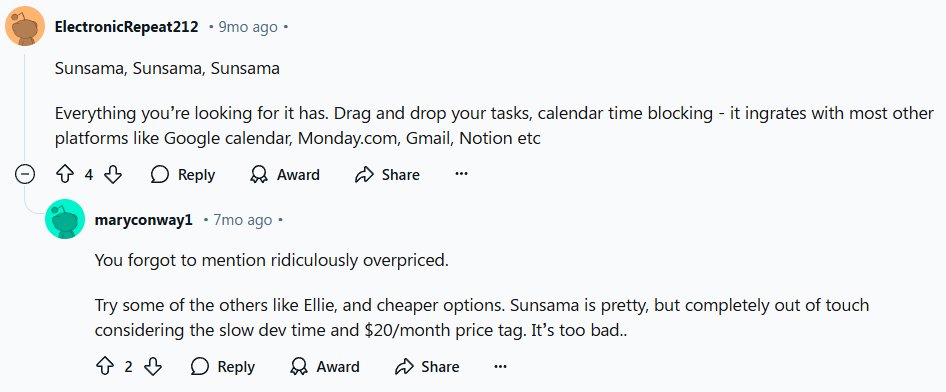 ElectronicRepeat212 • 9mo ago •
Sunsama, Sunsama, Sunsama
Everything you’re looking for it has. Drag and drop your tasks, calendar time blocking - it ingrates with most other
platforms like Google calendar, Monday.com, Gmail, Notion etc
4 Reply Award Share ...
maryconway1 • 7mo ago •
You forgot to mention ridiculously overpriced.
Try some of the others like Ellie, and cheaper options. Sunsama is pretty, but completely out of touch
considering the slow dev time and $20/month price tag. It’s too bad..
2 Reply Award Share ...